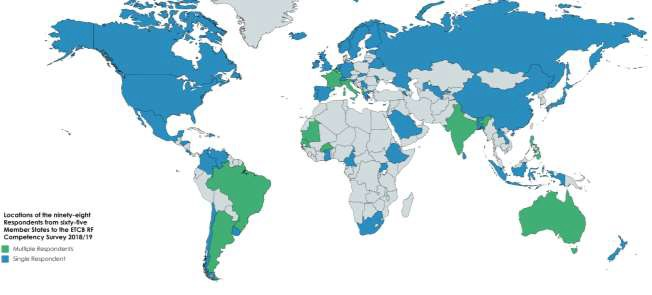 Locations of the ninety-eight
Respondents from sixty-five
Member States to the ETCB RF
Competency Survey 2018/19
Multiple Respondents
Single Respondent